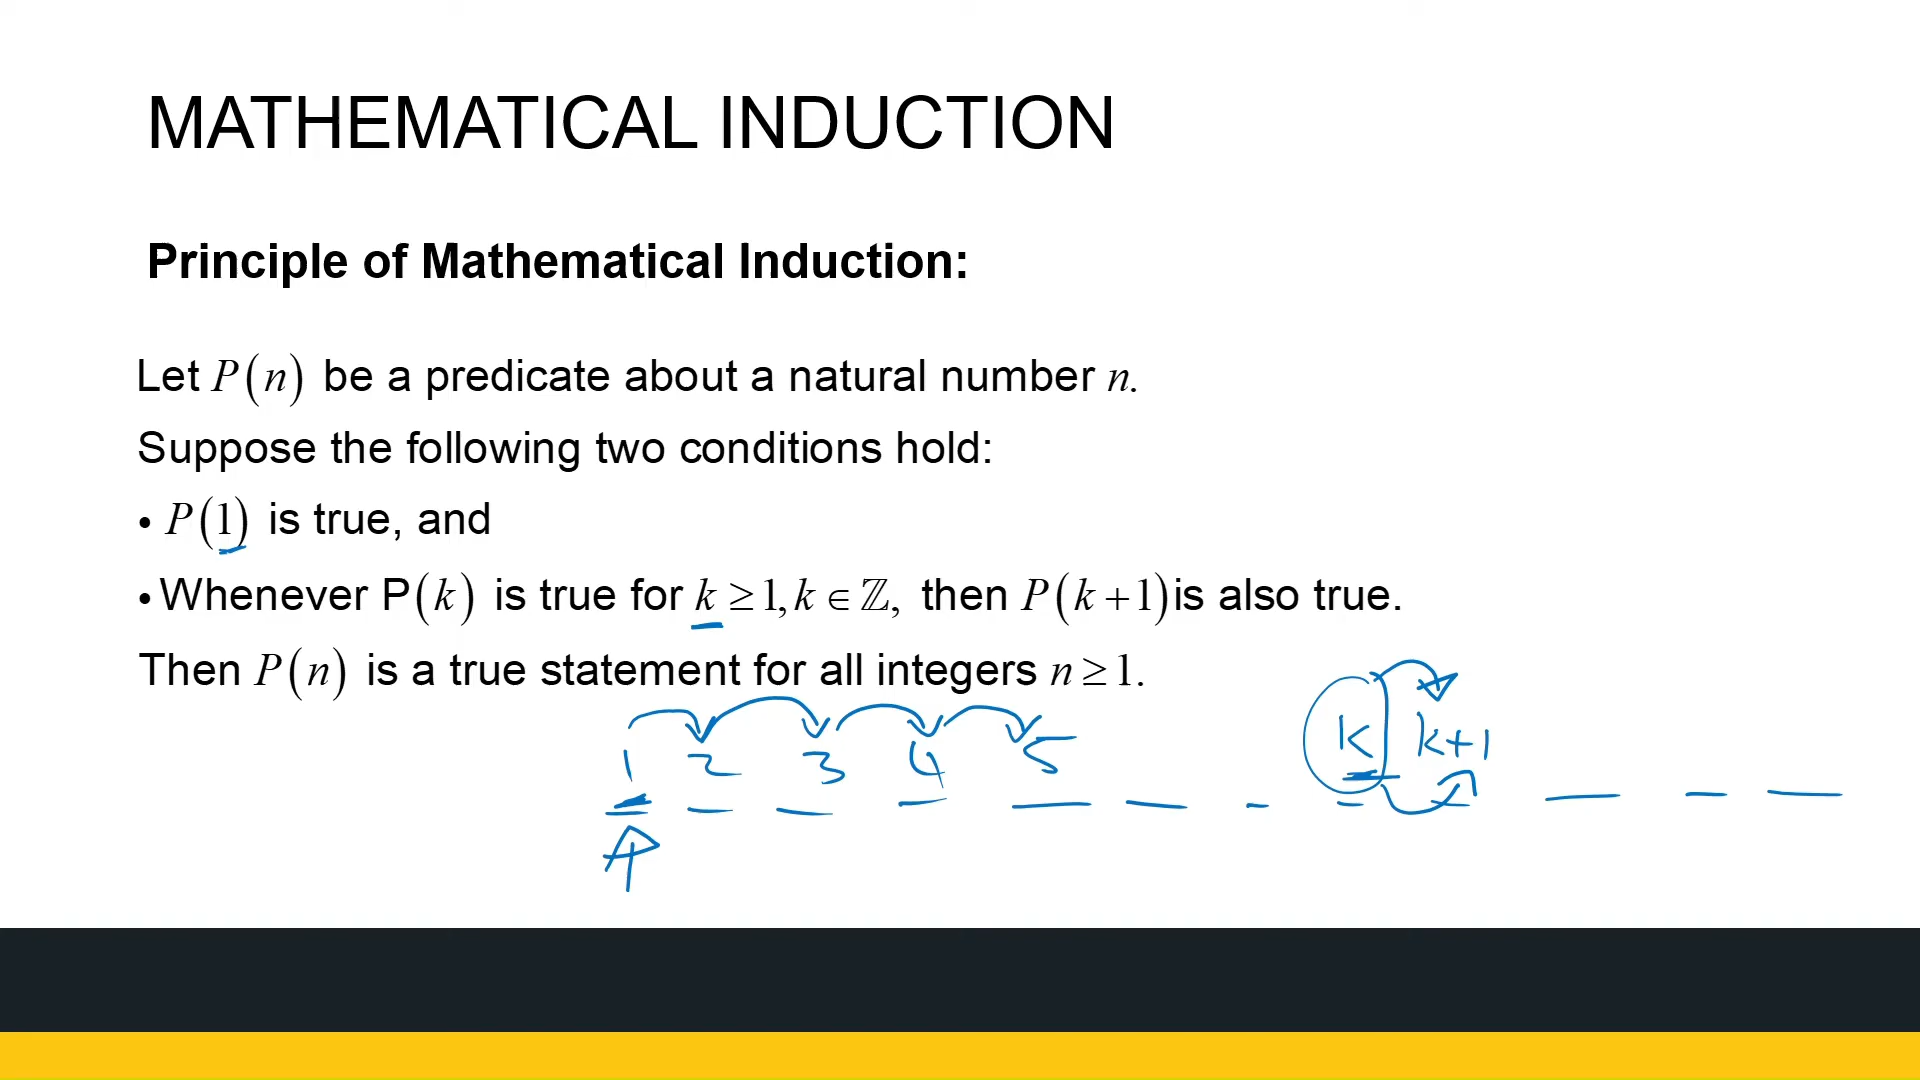 MATHEMATICAL INDUCTION
Principle of Mathematical Induction:
Let P(n) be a predicate about a natural number n.
Suppose the following two conditions hold:
• P(1) is true, and
• Whenever P(k) is true for k ≥ 1, k ∈ ℤ, then P(k+1) is also true.
Then P(n) is a true statement for all integers n ≥ 1.
1 2 3 4 5 k k+1